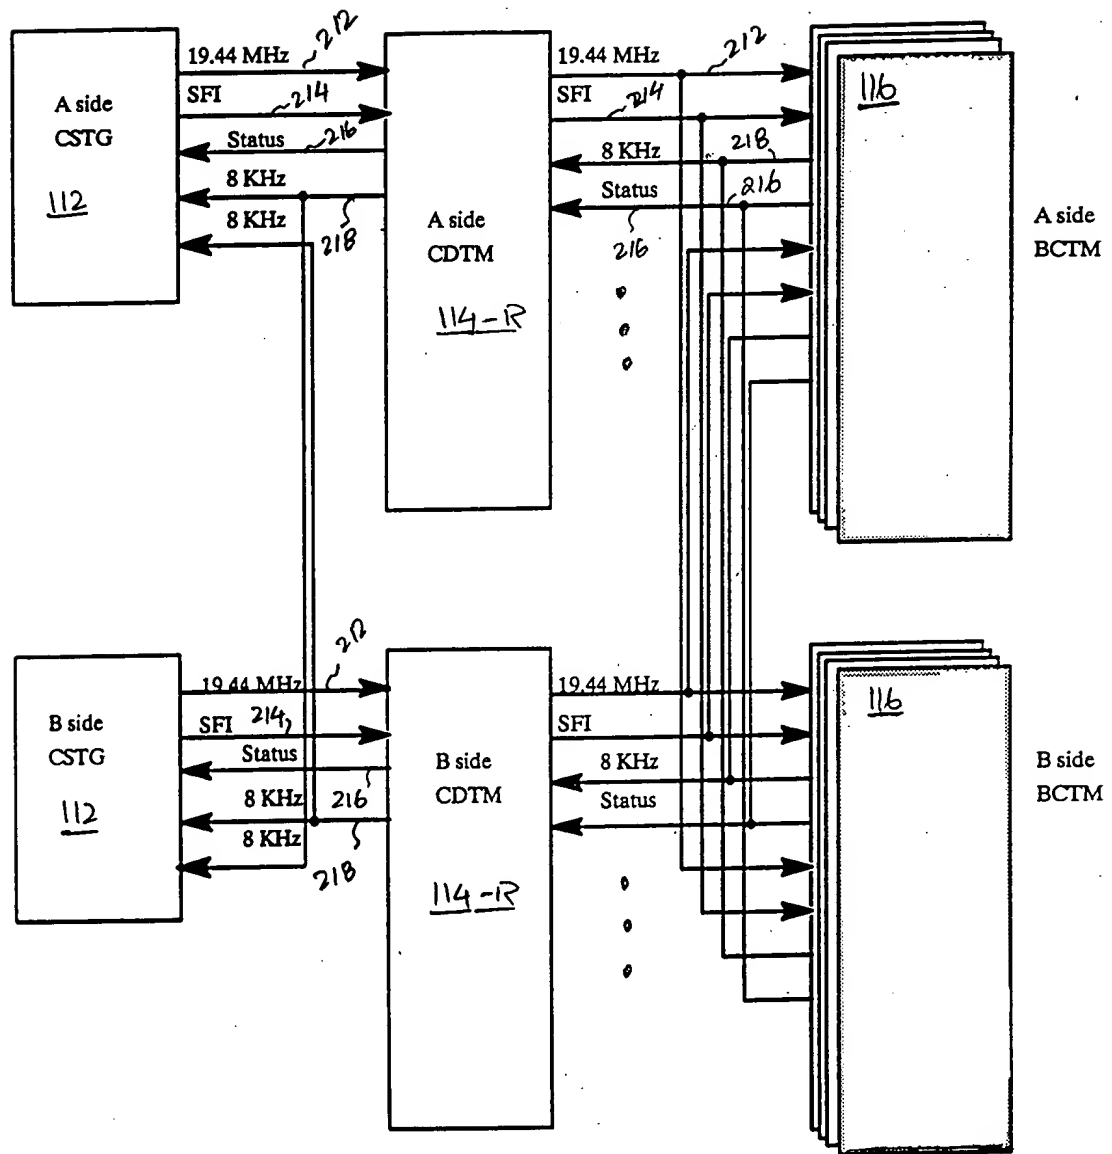 19.44 MHz 212
SFI 214
Status 216
8 KHz
8 KHz 218
A side
CSTG
112
A side
CDTM
114-R
19.44 MHz 212
SFI 214
8 KHz 218
Status 216
216
116
A side
BCTM
212
19.44 MHz
SFI 214
Status
8 KHz 216
8 KHz
218
B side
CSTG
112
B side
CDTM
114-R
19.44 MHz
SFI
8 KHz
Status
116
B side
BCTM